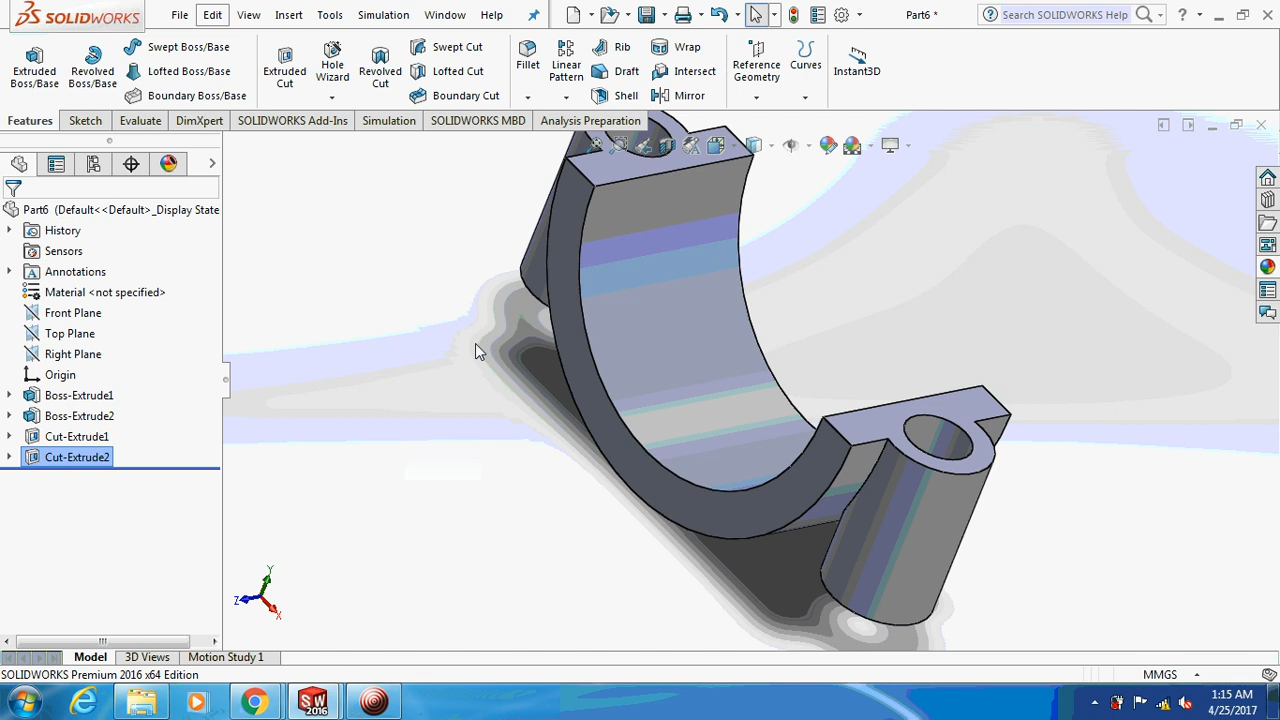 SOLIDWORKS File Edit View Insert Tools Simulation Window Help Part6 * Search SOLIDWORKS Help ?
Extruded Boss/Base
Revolved Boss/Base
Swept Boss/Base
Lofted Boss/Base
Boundary Boss/Base
Extruded Cut
Hole Wizard
Revolved Cut
Swept Cut
Lofted Cut
Boundary Cut
Fillet
Linear Pattern
Rib
Draft
Shell
Wrap
Intersect
Mirror
Reference Geometry
Curves
Instant3D
Features Sketch Evaluate DimXpert SOLIDWORKS Add-Ins Simulation SOLIDWORKS MBD Analysis Preparation
Part6 (Default<<Default>_Display State
History
Sensors
Annotations
Material <not specified>
Front Plane
Top Plane
Right Plane
Origin
Boss-Extrude1
Boss-Extrude2
Cut-Extrude1
Cut-Extrude2
Y
Z
X
Model 3D Views Motion Study 1
SOLIDWORKS Premium 2016 x64 Edition MMGS
SW 2016
1:15 AM
4/25/2017